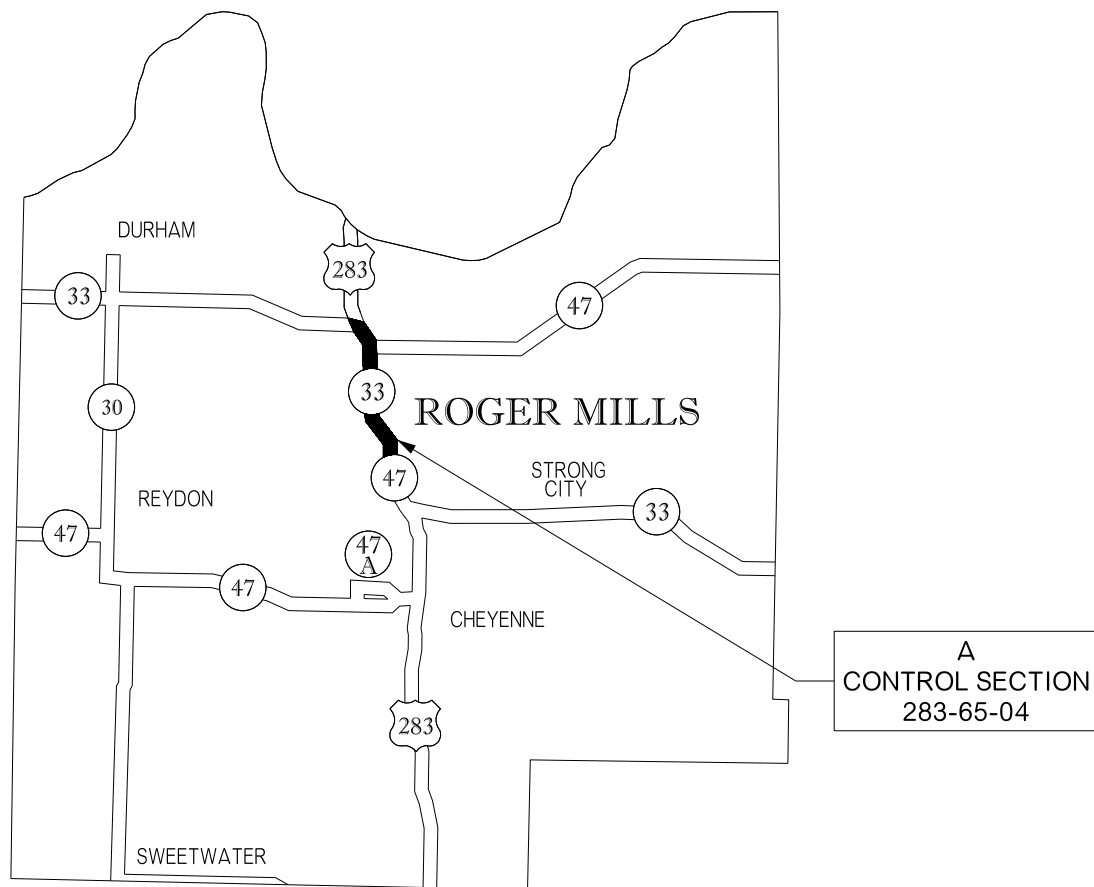 DURHAM
283
33
47
33
30
ROGER MILLS
STRONG
CITY
47
REYDON
33
47
47
A
47
CHEYENNE
A
CONTROL SECTION
283-65-04
283
SWEETWATER